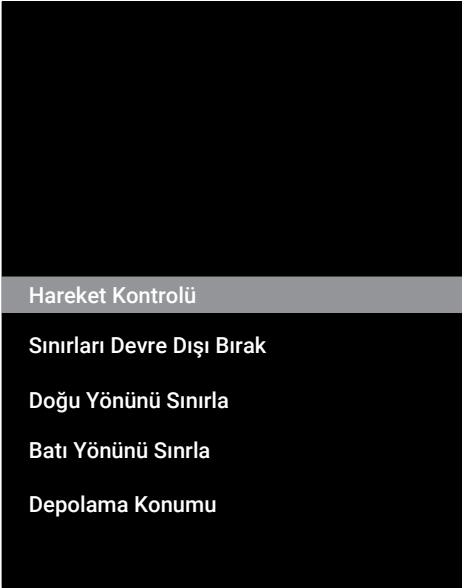 Hareket Kontrolü
Sınırları Devre Dışı Bırak
Doğu Yönünü Sınırla
Batı Yönünü Sınrla
Depolama Konumu